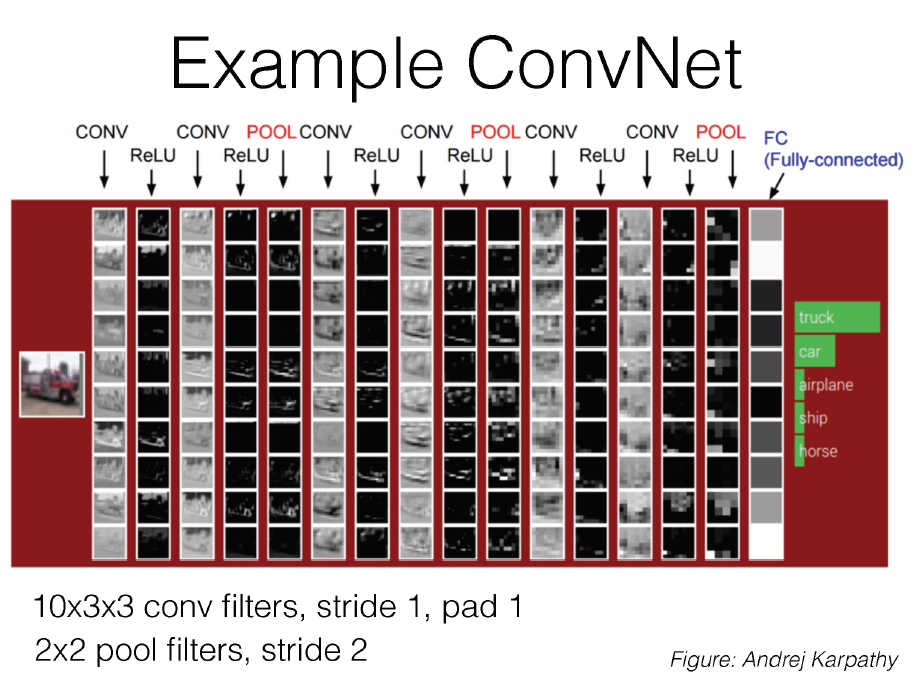 Example ConvNet
CONV CONV POOL CONV CONV POOL CONV CONV POOL FC
(Fully-connected)
ReLU ReLU ReLU ReLU ReLU ReLU
truck
car
airplane
ship
horse
10x3x3 conv filters, stride 1, pad 1
2x2 pool filters, stride 2
Figure: Andrej Karpathy